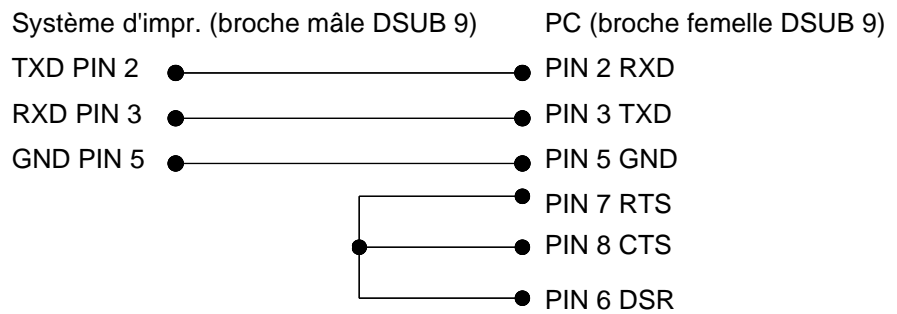 Système d'impr. (broche mâle DSUB 9) PC (broche femelle DSUB 9)
TXD PIN 2 PIN 2 RXD
RXD PIN 3 PIN 3 TXD
GND PIN 5 PIN 5 GND
PIN 7 RTS
PIN 8 CTS
PIN 6 DSR